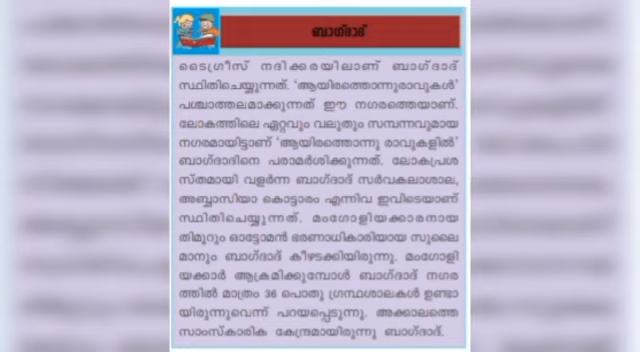 ബാഗ്ദാദ്
ടൈഗ്രീസ് നദിക്കരയിലാണ് ബാഗ്ദാദ്
സ്ഥിതിചെയ്യുന്നത്. ‘ആയിരത്തൊന്നുരാവുകൾ’
പശ്ചാത്തലമാക്കുന്നത് ഈ നഗരത്തെയാണ്.
ലോകത്തിലെ ഏറ്റവും വലുതും സമ്പന്നവുമായ
നഗരമായിട്ടാണ് ‘ആയിരത്തൊന്നു രാവുകളിൽ’
ബാഗ്ദാദിനെ പരാമർശിക്കുന്നത്. ലോകപ്രശ
സ്തമായി വളർന്ന ബാഗ്ദാദ് സർവകലാശാല,
അബ്ബാസിയാ കൊട്ടാരം എന്നിവ ഇവിടെയാണ്
സ്ഥിതിചെയ്യുന്നത്. മംഗോളിയക്കാരനായ
തിമൂറും ഓട്ടോമൻ ഭരണാധികാരിയായ സുലൈ
മാനും ബാഗ്ദാദ് കീഴടക്കിയിരുന്നു. മംഗോളി
യക്കാർ ആക്രമിക്കുമ്പോൾ ബാഗ്ദാദ് നഗര
ത്തിൽ മാത്രം 36 പൊതു ഗ്രന്ഥശാലകൾ ഉണ്ടാ
യിരുന്നുവെന്ന് പറയപ്പെടുന്നു. അക്കാലത്തെ
സാംസ്കാരിക കേന്ദ്രമായിരുന്നു ബാഗ്ദാദ്.